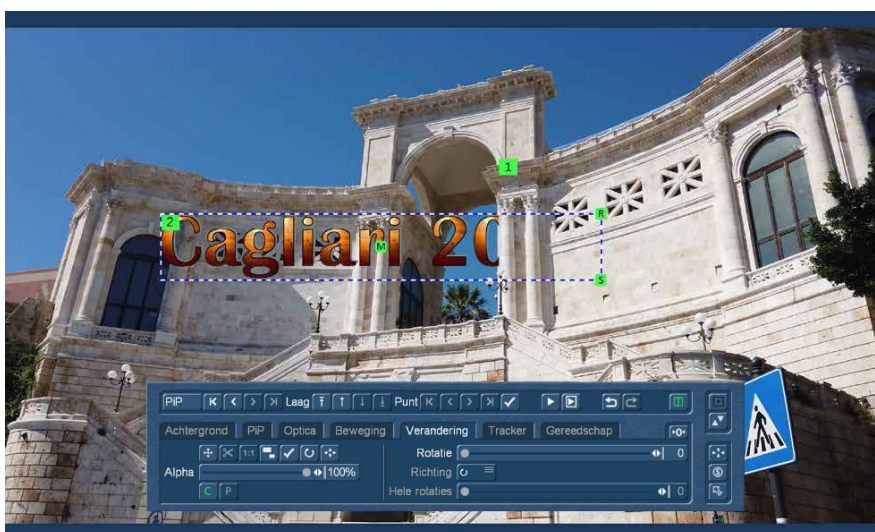 1
2
R
Cagliari 20
M
S
PiP Laag Punt
Achtergrond PiP Optica Beweging Verandering Tracker Gereedschap
1:1 Rotatie 0
Alpha 100% Richting
C P Hele rotaties 0